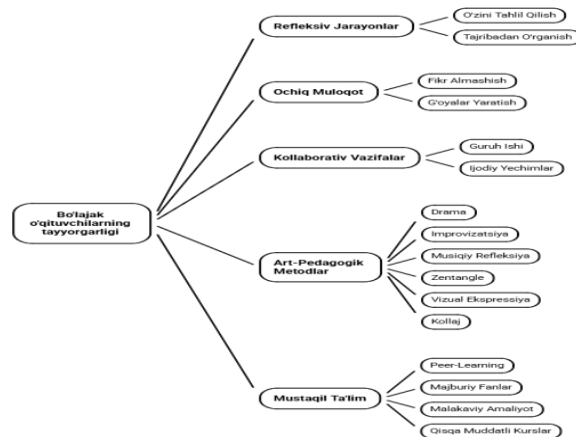 Bo'lajak
o'qituvchilarning
tayyorgarligi
Refleksiv Jarayonlar
O'zini Tahlil Qilish
Tajribadan O'rganish
Ochiq Muloqot
Fikr Almashish
G'oyalar Yaratish
Kollaborativ Vazifalar
Guruh Ishi
Ijodiy Yechimlar
Art-Pedagogik
Metodlar
Drama
Improvizatsiya
Musiqiy Refleksiya
Zentangle
Vizual Ekspressiya
Kollaj
Mustaqil Ta'lim
Peer-Learning
Majburiy Fanlar
Malakaviy Amaliyot
Qisqa Muddatli Kurslar